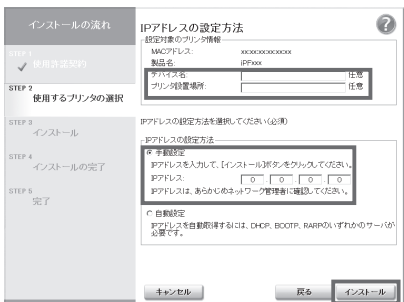 インストールの流れ
STEP 1
使用許諾契約
STEP 2
使用するプリンタの選択
STEP 3
インストール
STEP 4
インストールの完了
STEP 5
完了
IPアドレスの設定方法
?
設定対象のプリンタ情報
MACアドレス: xx:xx:xx:xx:xx:xx
製品名: iPFxxx
デバイス名: 任意
プリンタ設置場所: 任意
IPアドレスの設定方法を選択してください(必須)
IPアドレスの設定方法
手動設定
IPアドレスを入力して、[インストール]ボタンをクリックしてください。
IPアドレス: 0 . 0 . 0 . 0
IPアドレスは、あらかじめネットワーク管理者に確認してください。
自動設定
IPアドレスを自動取得するには、DHCP、BOOTP、RARPのいずれかのサーバが
必要です。
キャンセル 戻る インストール